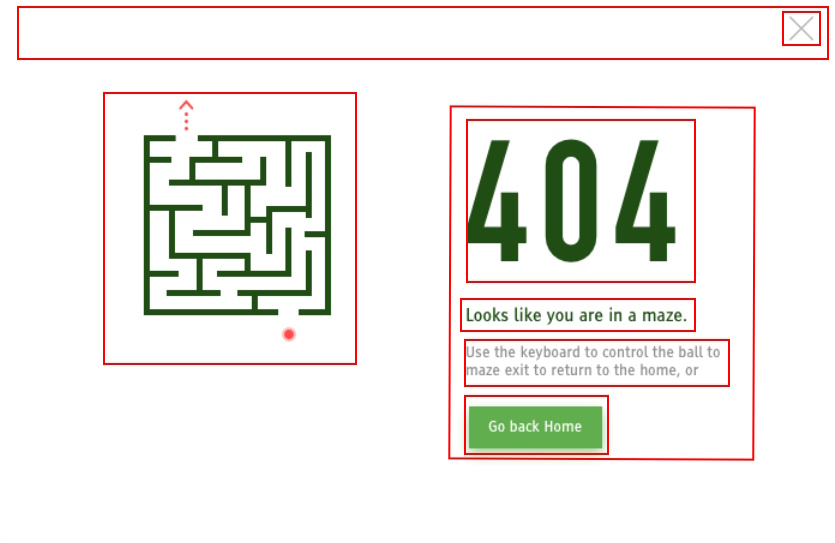 404
Looks like you are in a maze.
Use the keyboard to control the ball to
maze exit to return to the home, or
Go back Home